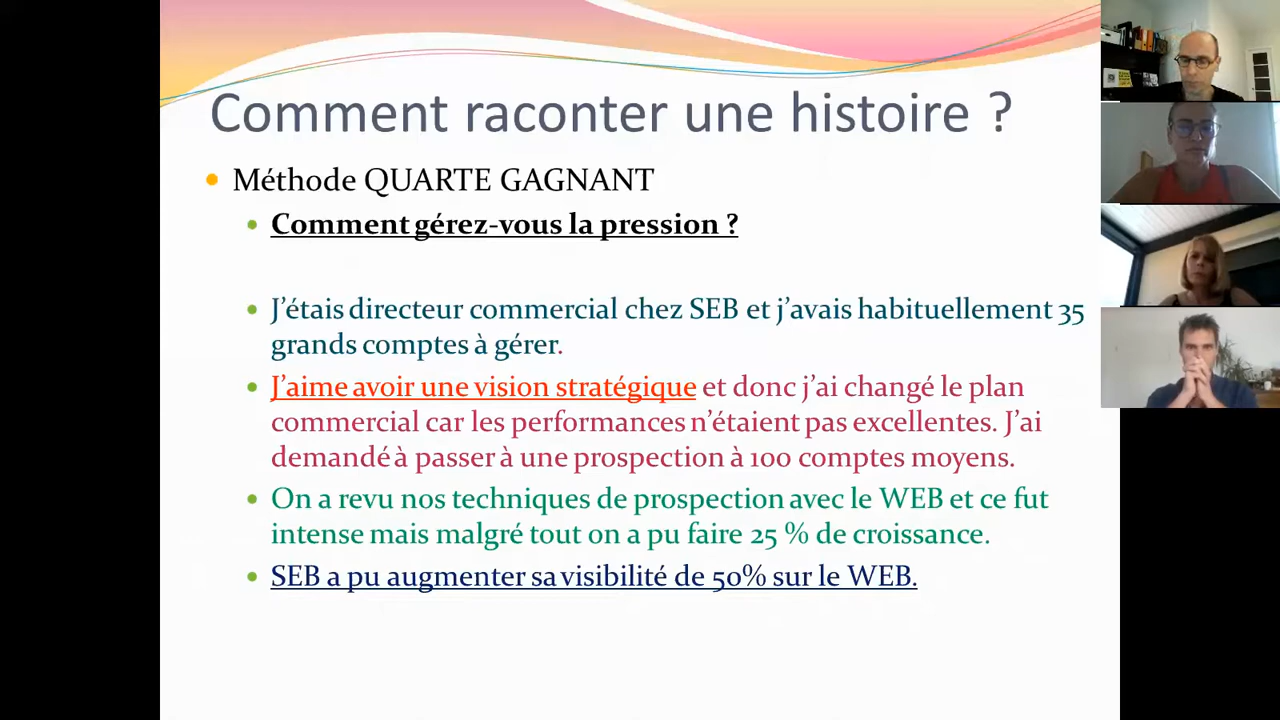 Comment raconter une histoire ?
Méthode QUARTE GAGNANT
Comment gérez-vous la pression ?
J'étais directeur commercial chez SEB et j'avais habituellement 35
grands comptes à gérer.
J'aime avoir une vision stratégique et donc j'ai changé le plan
commercial car les performances n'étaient pas excellentes. J'ai
demandé à passer à une prospection à 100 comptes moyens.
On a revu nos techniques de prospection avec le WEB et ce fut
intense mais malgré tout on a pu faire 25 % de croissance.
SEB a pu augmenter sa visibilité de 50% sur le WEB.